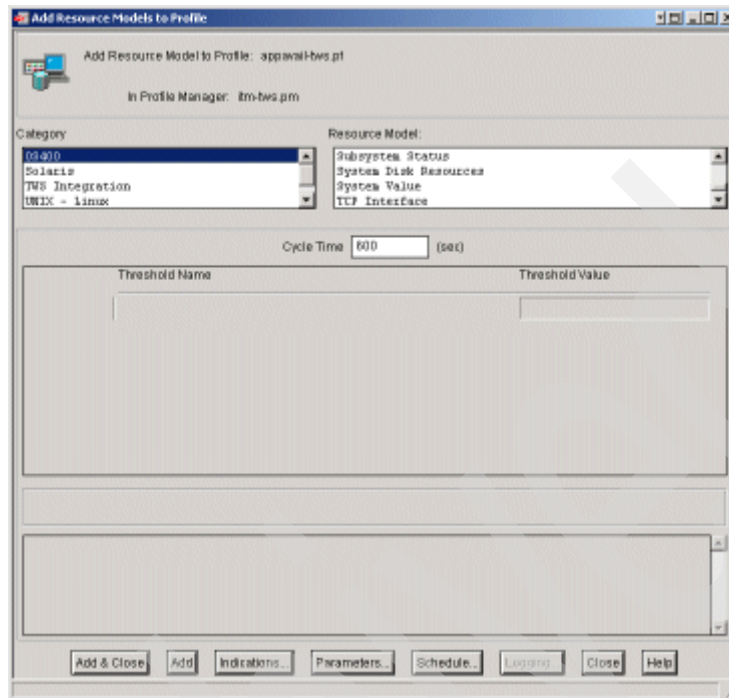 Add Resource Models to Profile
Add Resource Model to Profile: appavail-tws.pf
In Profile Manager: itm-tws.pm
Category
Resource Model:
OS400
Solaris
TWS Integration
UNIX - Linux
Subsystem Status
System Disk Resources
System Value
TCP Interface
Cycle Time 600 (sec)
Threshold Name Threshold Value
Add & Close Add Indications... Parameters... Schedule... Logging... Close Help